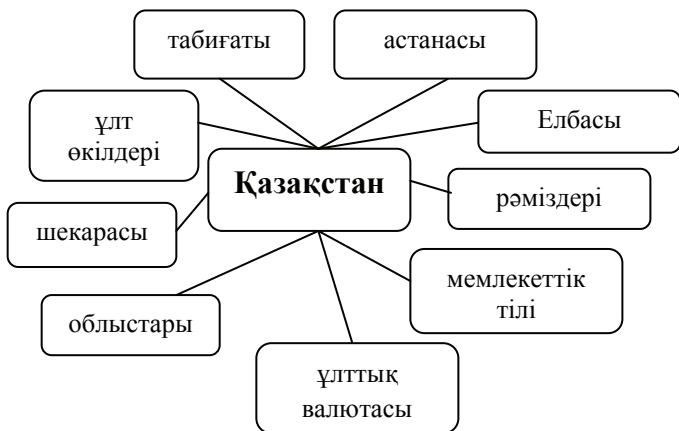 табиғаты
астанасы
ұлт
өкілдері
Елбасы
Қазақстан
рәміздері
шекарасы
мемлекеттік
тілі
облыстары
ұлттық
валютасы